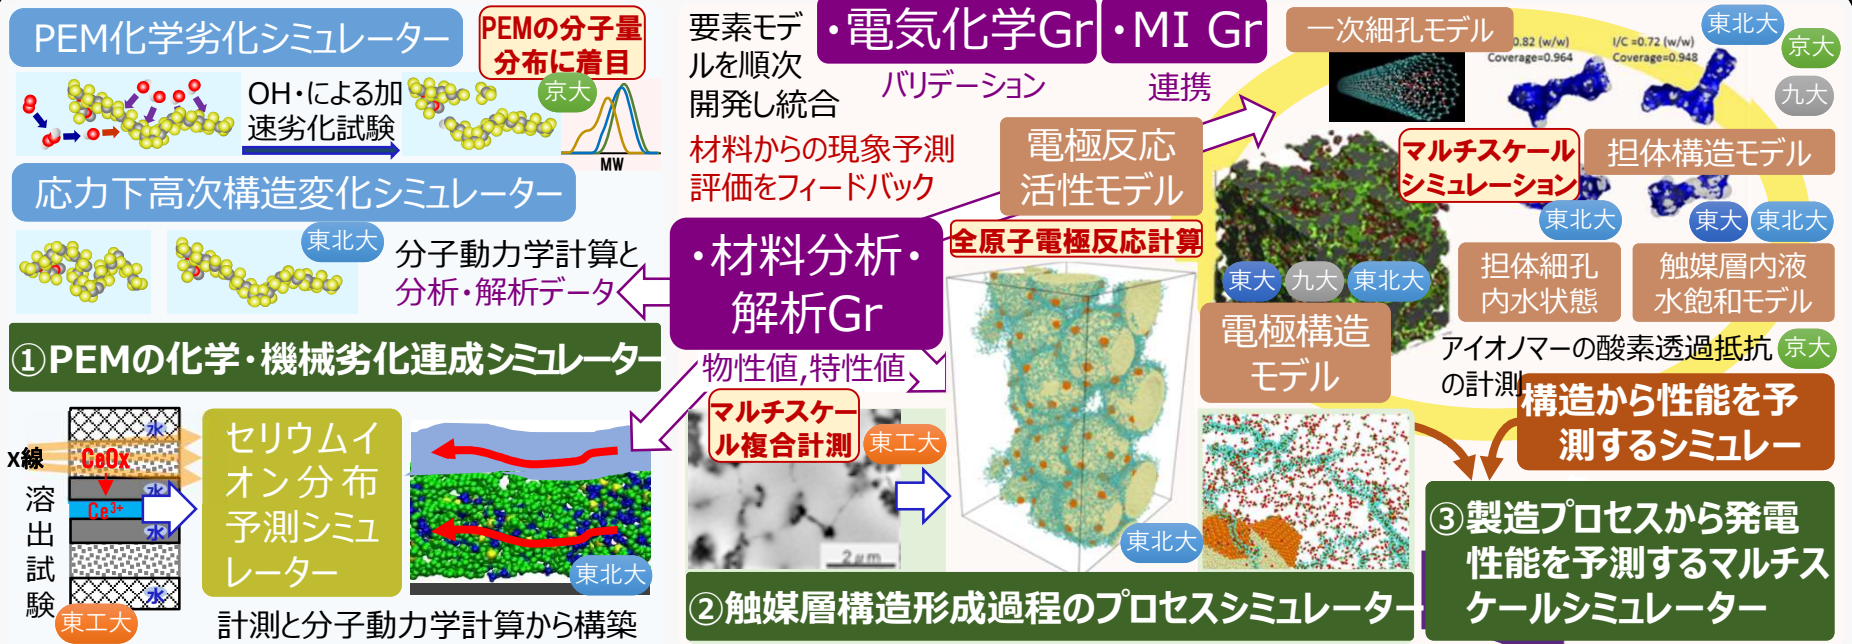 PEM化学劣化シミュレーター
PEMの分子量
分布に着目
OH・による加
速劣化試験
京大
MW
応力下高次構造変化シミュレーター
東北大
分子動力学計算と
分析・解析データ
①PEMの化学・機械劣化連成シミュレーター
X線
水
CeOx
水
Ce3+
水
水
溶出試験
東工大
セリウムイ
オン分布
予測シミュ
レーター
東北大
計測と分子動力学計算から構築
要素モデ
ルを順次
開発し統合
・電気化学Gr
・MI Gr
バリデーション
連携
材料からの現象予測
評価をフィードバック
電極反応
活性モデル
全原子電極反応計算
・材料分析・
解析Gr
物性値,特性値
マルチスケー
ル複合計測
東工大
2μm
東北大
②触媒層構造形成過程のプロセスシミュレーター
一次細孔モデル
0.82 (w/w)
Coverage=0.964
I/C =0.72 (w/w)
Coverage=0.948
東北大
京大
九大
マルチスケール
シミュレーション
担体構造モデル
東北大
東大
東北大
担体細孔
内水状態
触媒層内液
水飽和モデル
東大
九大
東北大
電極構造
モデル
アイオノマーの酸素透過抵抗
の計測
京大
構造から性能を予
測するシミュレー
③製造プロセスから発電
性能を予測するマルチス
ケールシミュレーター